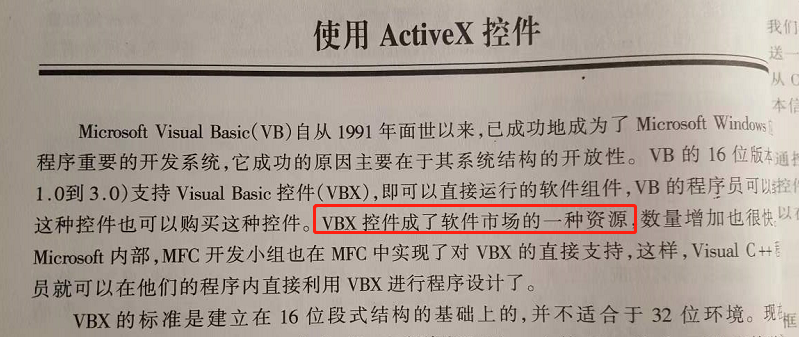 使用 ActiveX 控件
Microsoft Visual Basic(VB)自从 1991 年面世以来,已成功地成为了 Microsoft Windows
程序重要的开发系统,它成功的原因主要在于其系统结构的开放性。VB 的 16 位版本
1.0到 3.0)支持 Visual Basic 控件(VBX),即可以直接运行的软件组件,VB 的程序员可以
这种控件也可以购买这种控件。VBX 控件成了软件市场的一种资源,数量增加也很快
Microsoft 内部,MFC 开发小组也在 MFC 中实现了对 VBX 的直接支持,这样,Visual C++
员就可以在他们的程序内直接利用 VBX 进行程序设计了。
VBX 的标准是建立在 16 位段式结构的基础上的,并不适合于 32 位环境。现
我们
送一
从 C
本信
通控
以在
框